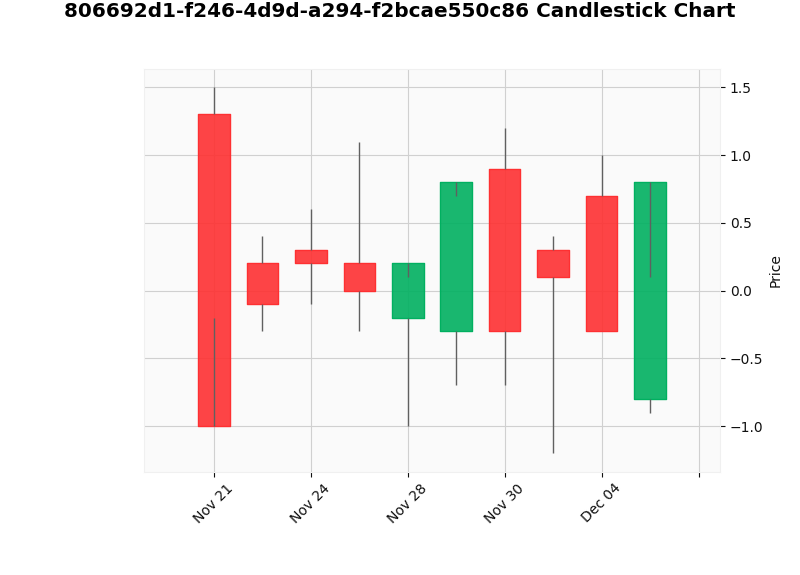 806692d1-f246-4d9d-a294-f2bcae550c86 Candlestick Chart
1.5
1.0
0.5
0.0
−0.5
−1.0
Price
Nov 21
Nov 24
Nov 28
Nov 30
Dec 04